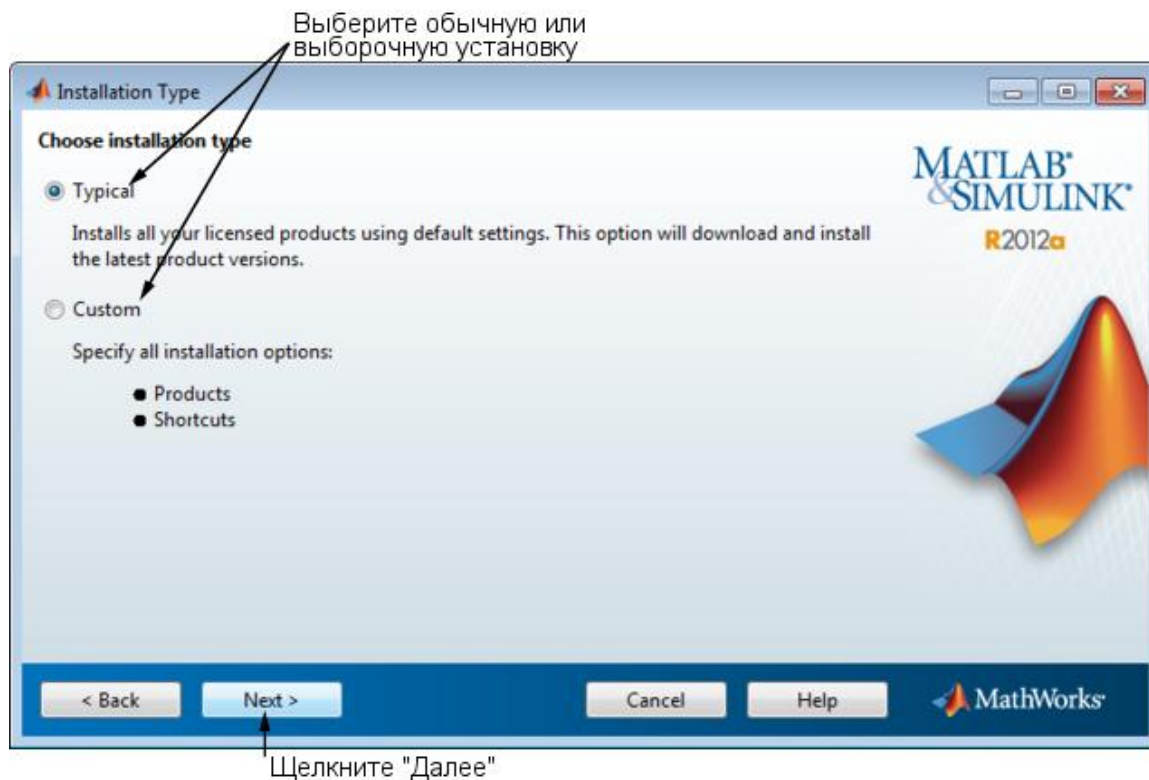 Выберите обычную или
выборочную установку
Installation Type
Choose installation type
Typical
Installs all your licensed products using default settings. This option will download and install
the latest product versions.
Custom
Specify all installation options:
● Products
● Shortcuts
MATLAB®
&SIMULINK®
R2012a
< Back
Next >
Cancel
Help
MathWorks®
Щелкните "Далее"